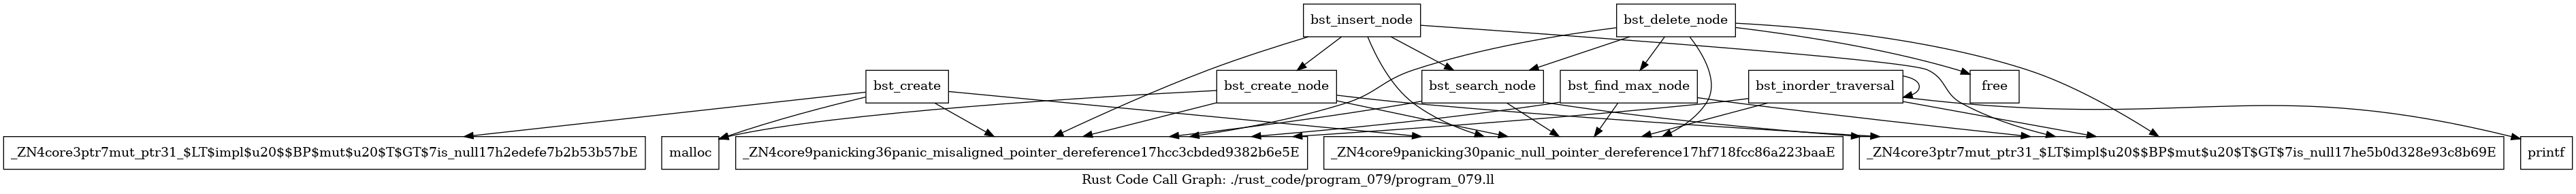 bst_insert_node
bst_delete_node
bst_create
bst_create_node
bst_search_node
bst_find_max_node
bst_inorder_traversal
free
_ZN4core3ptr7mut_ptr31_$LT$impl$u20$$BP$mut$u20$T$GT$7is_null17h2edefe7b2b53b57bE
malloc
_ZN4core9panicking36panic_misaligned_pointer_dereference17hcc3cbded9382b6e5E
_ZN4core9panicking30panic_null_pointer_dereference17hf718fcc86a223baaE
_ZN4core3ptr7mut_ptr31_$LT$impl$u20$$BP$mut$u20$T$GT$7is_null17he5b0d328e93c8b69E
printf
Rust Code Call Graph: ./rust_code/program_079/program_079.ll